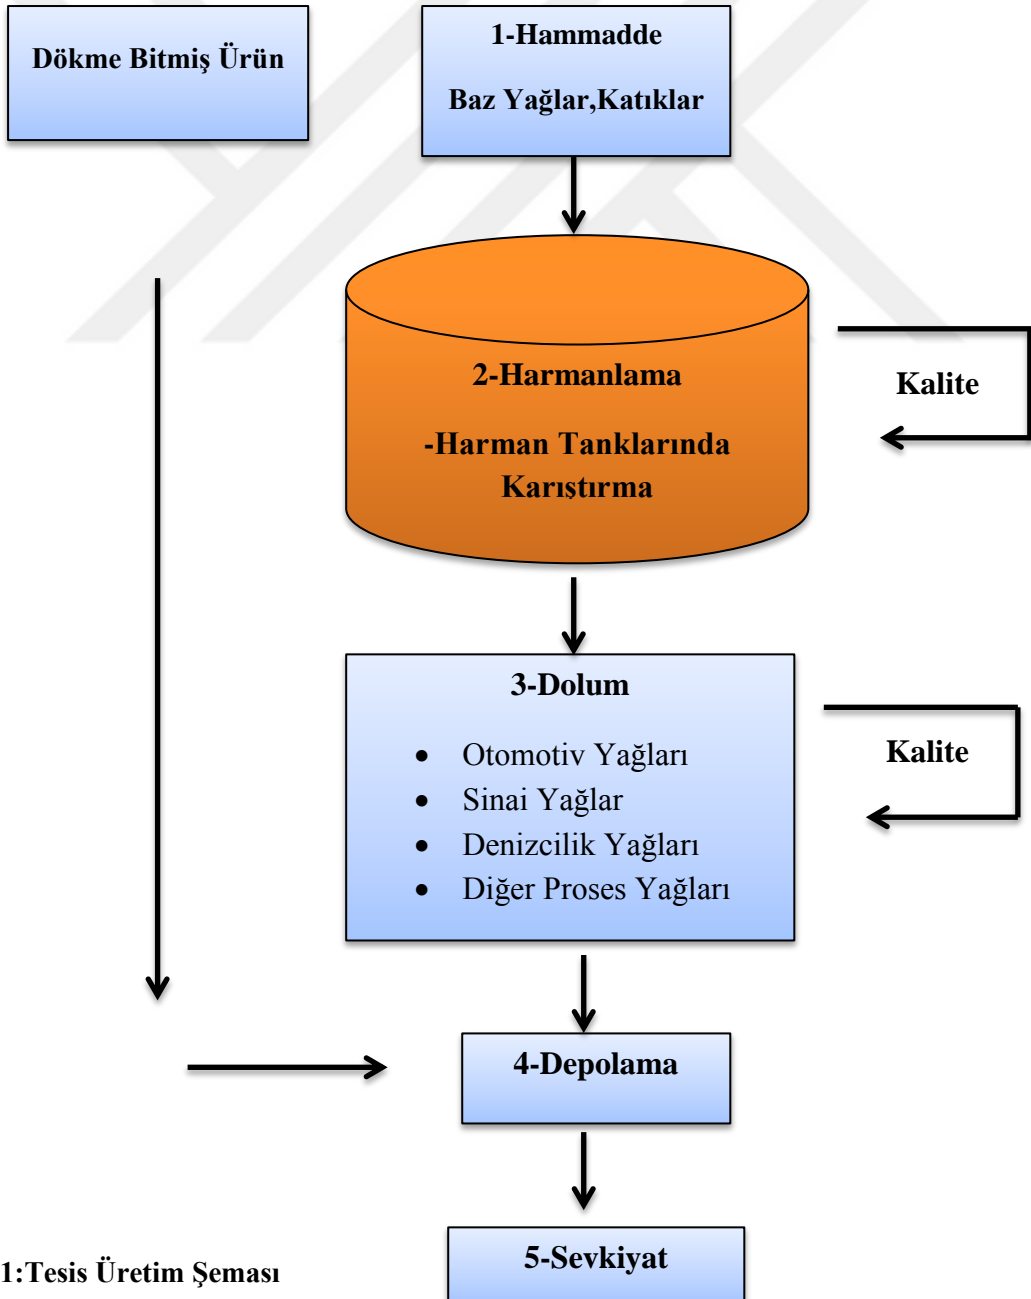 Dökme Bitmiş Ürün
1-Hammadde
Baz Yağlar,Katıklar
2-Harmanlama
-Harman Tanklarında
Karıştırma
Kalite
3-Dolum
• Otomotiv Yağları
• Sinai Yağlar
• Denizcilik Yağları
• Diğer Proses Yağları
Kalite
4-Depolama
5-Sevkiyat
1:Tesis Üretim Şeması